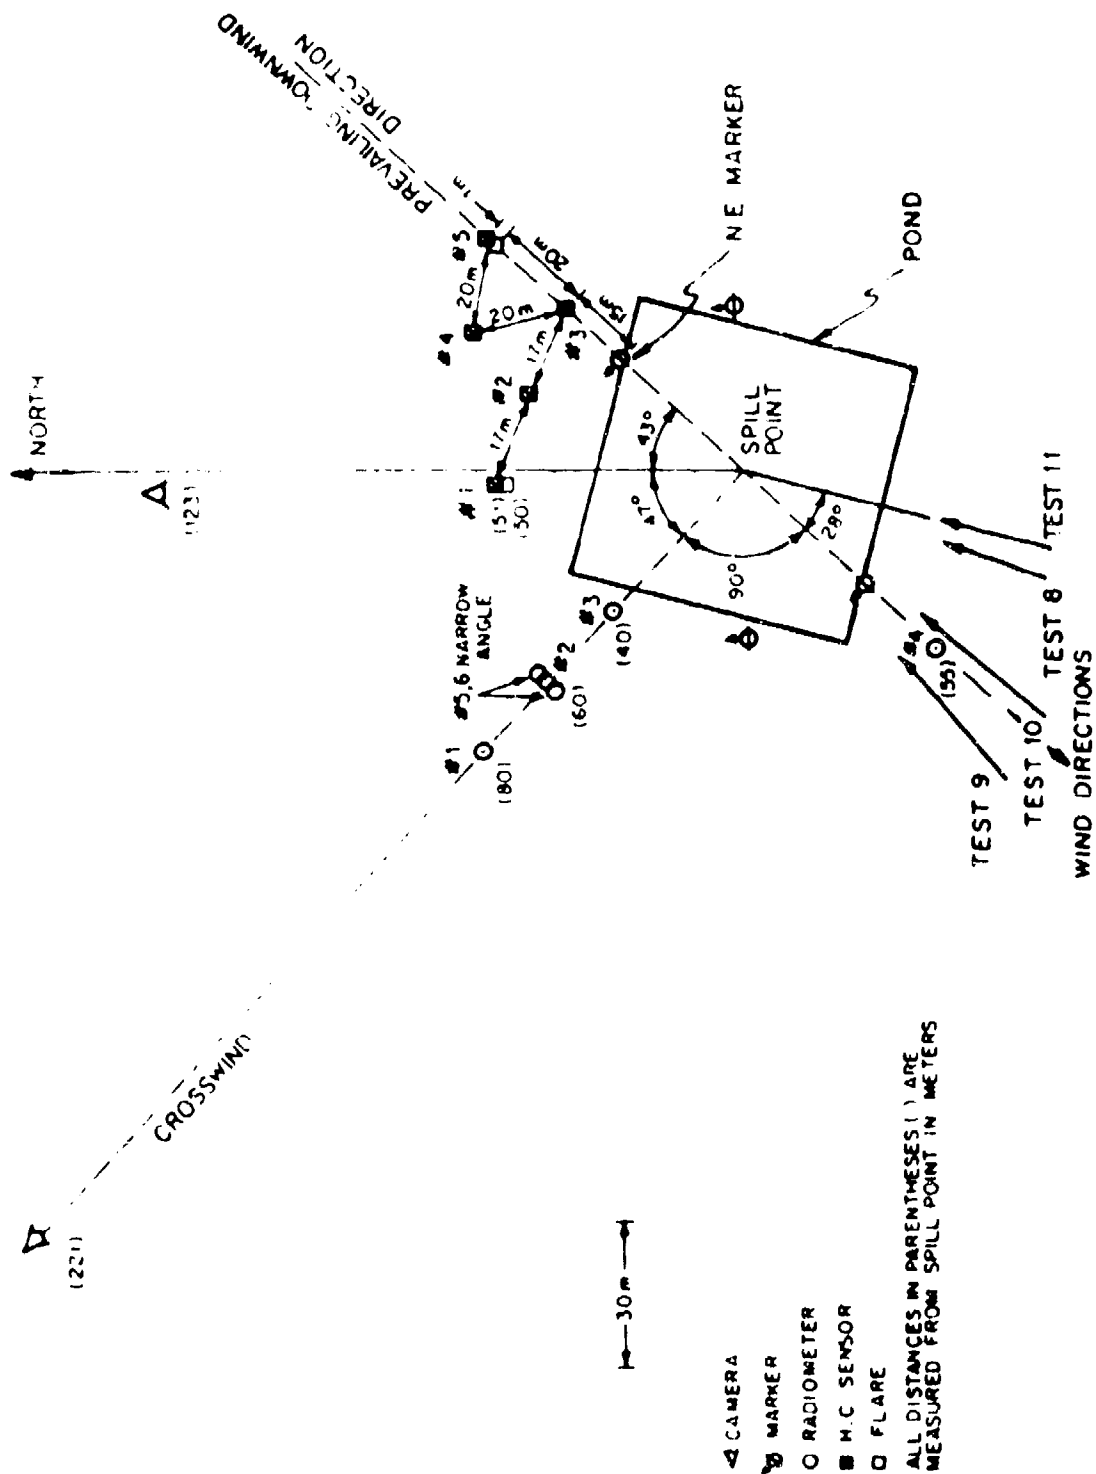 NORTH
(123)
PREVAILING DOWNWIND
DIRECTION
1m
#5
20m
20m
#4
20m
#3
15m
17m
#2
17m
#1
(51)
(50)
NE MARKER
POND
SPILL
POINT
43°
47°
90°
28°
#3
(40)
#5,6 NARROW
ANGLE
#2
(60)
#1
(80)
#4
(55)
TEST 11
TEST 8
TEST 10
TEST 9
WIND DIRECTIONS
CROSSWIND
(221)
30m
CAMERA
MARKER
RADIOMETER
H.C SENSOR
FLARE
ALL DISTANCES IN PARENTHESES ( ) ARE
MEASURED FROM SPILL POINT IN METERS